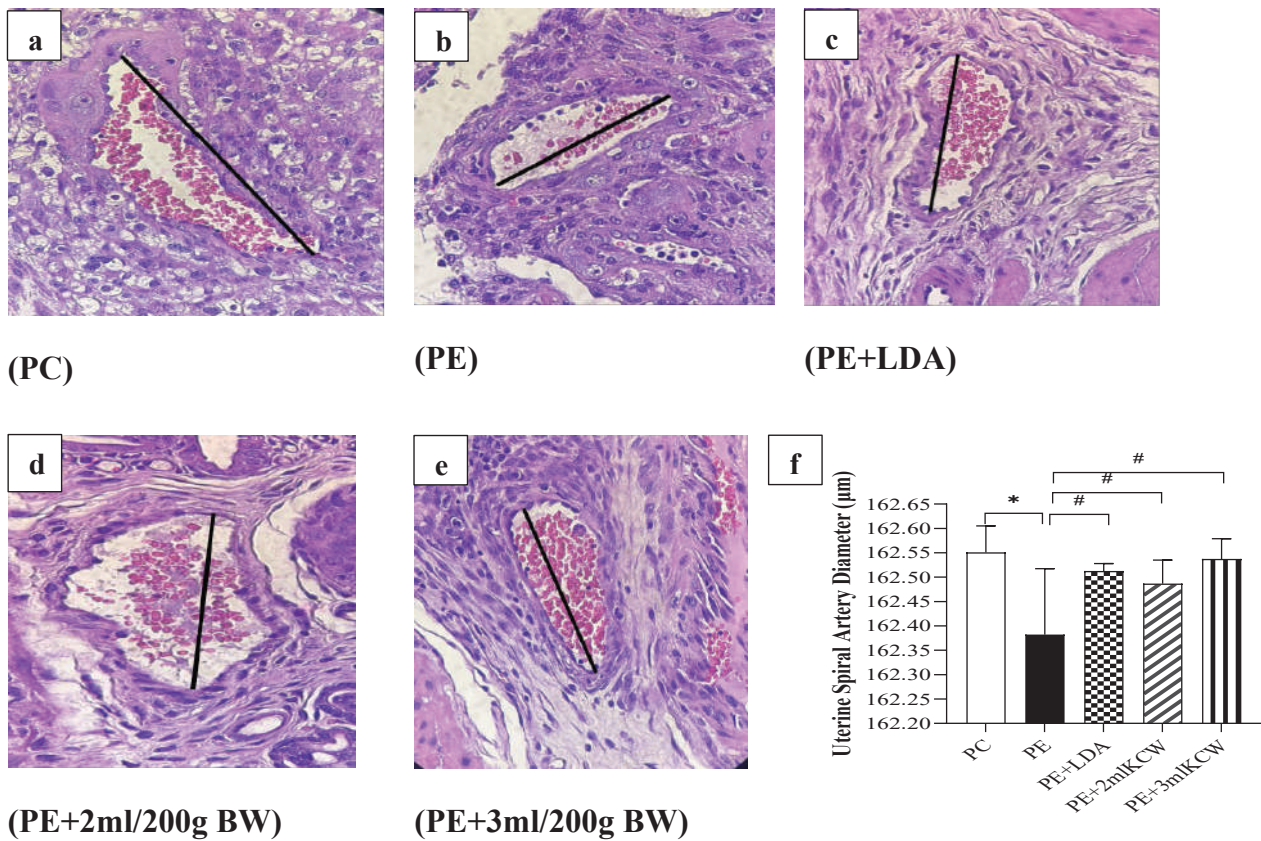 a
b
c
(PC)
(PE)
(PE+LDA)
d
e
f
(PE+2ml/200g BW)
(PE+3ml/200g BW)
Uterine Spiral Artery Diameter (µm)
162.65
162.60
162.55
162.50
162.45
162.40
162.35
162.30
162.25
162.20
*
#
#
#
PC
PE
PE+LDA
PE+2mlKCW
PE+3mlKCW